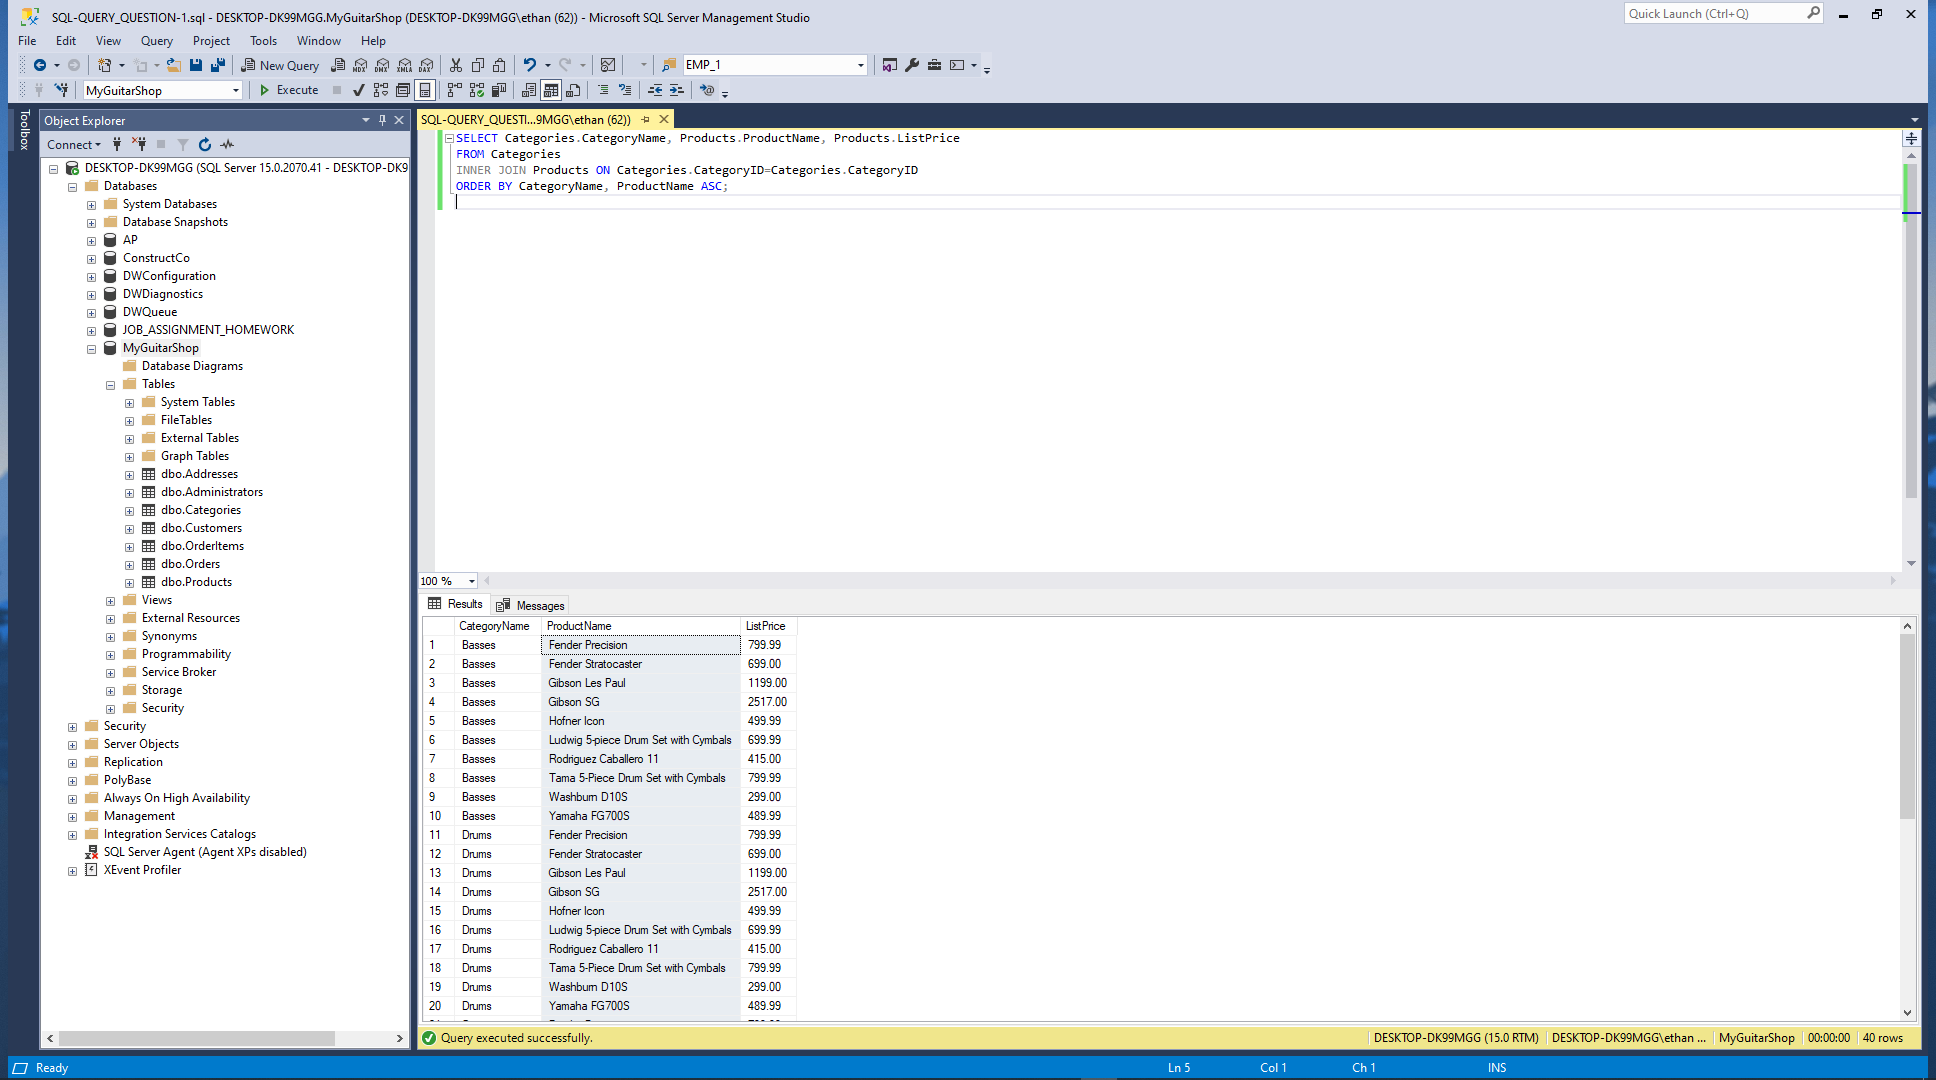 SQL-QUERY_QUESTION-1.sql - DESKTOP-DK99MGG.MyGuitarShop (DESKTOP-DK99MGG\ethan (62)) - Microsoft SQL Server Management Studio
Quick Launch (Ctrl+Q)
File Edit View Query Project Tools Window Help
New Query MDX DMX XMLA DAX EMP_1
MyGuitarShop Execute
Toolbox
Object Explorer
Connect
DESKTOP-DK99MGG (SQL Server 15.0.2070.41 - DESKTOP-DK9
Databases
System Databases
Database Snapshots
AP
ConstructCo
DWConfiguration
DWDiagnostics
DWQueue
JOB_ASSIGNMENT_HOMEWORK
MyGuitarShop
Database Diagrams
Tables
System Tables
FileTables
External Tables
Graph Tables
dbo.Addresses
dbo.Administrators
dbo.Categories
dbo.Customers
dbo.OrderItems
dbo.Orders
dbo.Products
Views
External Resources
Synonyms
Programmability
Service Broker
Storage
Security
Security
Server Objects
Replication
PolyBase
Always On High Availability
Management
Integration Services Catalogs
SQL Server Agent (Agent XPs disabled)
XEvent Profiler
SQL-QUERY_QUESTI...9MGG\ethan (62))
SELECT Categories.CategoryName, Products.ProductName, Products.ListPrice
FROM Categories
INNER JOIN Products ON Categories.CategoryID=Categories.CategoryID
ORDER BY CategoryName, ProductName ASC;
100 %
Results Messages
CategoryName ProductName ListPrice
1 Basses Fender Precision 799.99
2 Basses Fender Stratocaster 699.00
3 Basses Gibson Les Paul 1199.00
4 Basses Gibson SG 2517.00
5 Basses Hofner Icon 499.99
6 Basses Ludwig 5-piece Drum Set with Cymbals 699.99
7 Basses Rodriguez Caballero 11 415.00
8 Basses Tama 5-Piece Drum Set with Cymbals 799.99
9 Basses Washburn D10S 299.00
10 Basses Yamaha FG700S 489.99
11 Drums Fender Precision 799.99
12 Drums Fender Stratocaster 699.00
13 Drums Gibson Les Paul 1199.00
14 Drums Gibson SG 2517.00
15 Drums Hofner Icon 499.99
16 Drums Ludwig 5-piece Drum Set with Cymbals 699.99
17 Drums Rodriguez Caballero 11 415.00
18 Drums Tama 5-Piece Drum Set with Cymbals 799.99
19 Drums Washburn D10S 299.00
20 Drums Yamaha FG700S 489.99
Query executed successfully. DESKTOP-DK99MGG (15.0 RTM) DESKTOP-DK99MGG\ethan ... MyGuitarShop 00:00:00 40 rows
Ready Ln 5 Col 1 Ch 1 INS